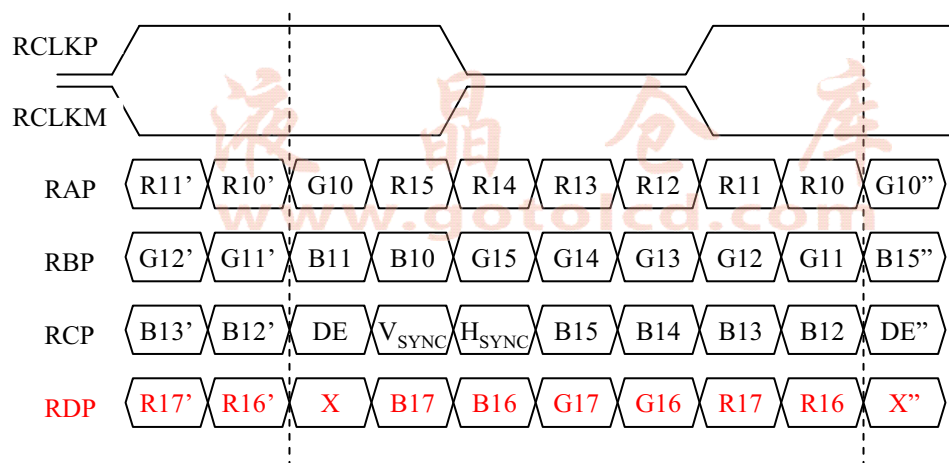 RCLKP
RCLKM
液晶仓库
www.gotolcd.com
RAP R11' R10' G10 R15 R14 R13 R12 R11 R10 G10”
RBP G12' G11' B11 B10 G15 G14 G13 G12 G11 B15”
RCP B13' B12' DE VSYNC HSYNC B15 B14 B13 B12 DE”
RDP R17' R16' X B17 B16 G17 G16 R17 R16 X”